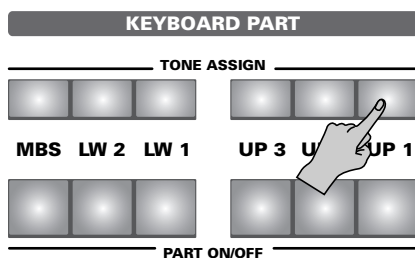 KEYBOARD PART
TONE ASSIGN
MBS LW 2 LW 1 UP 3 UP 1
PART ON/OFF